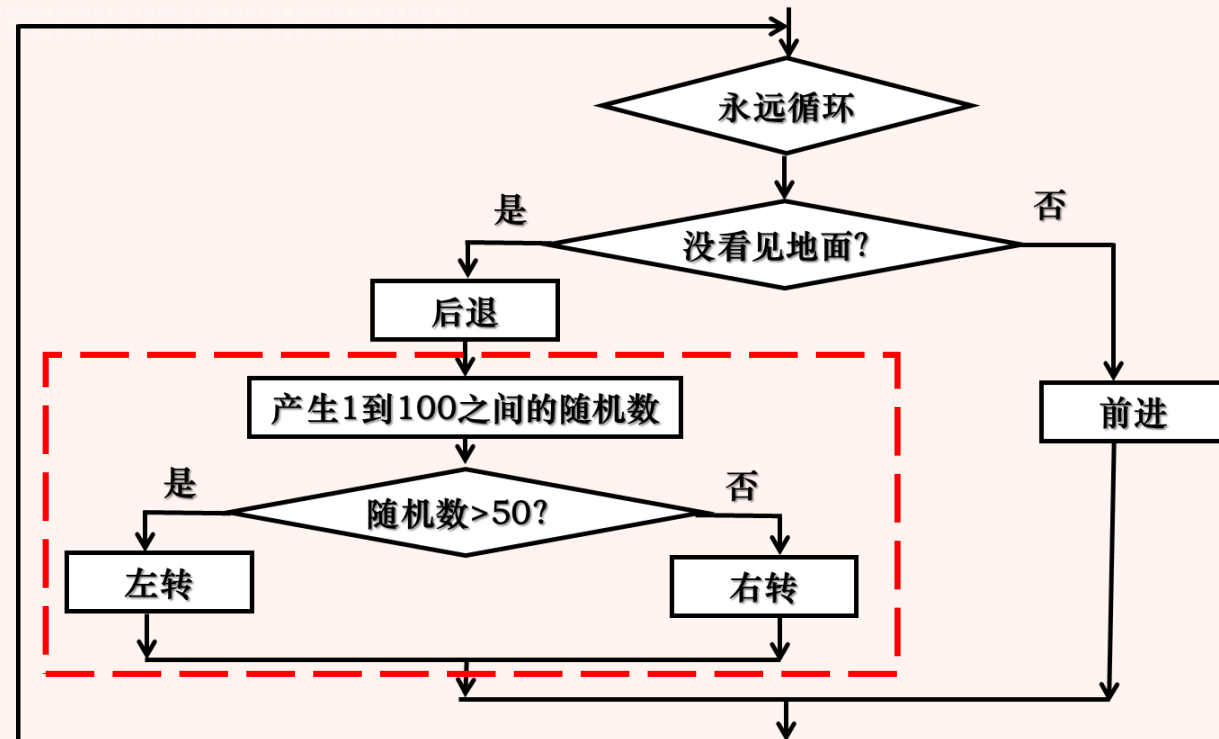 永远循环
没看见地面?
是
否
后退
产生1到100之间的随机数
前进
随机数>50?
是
否
左转
右转